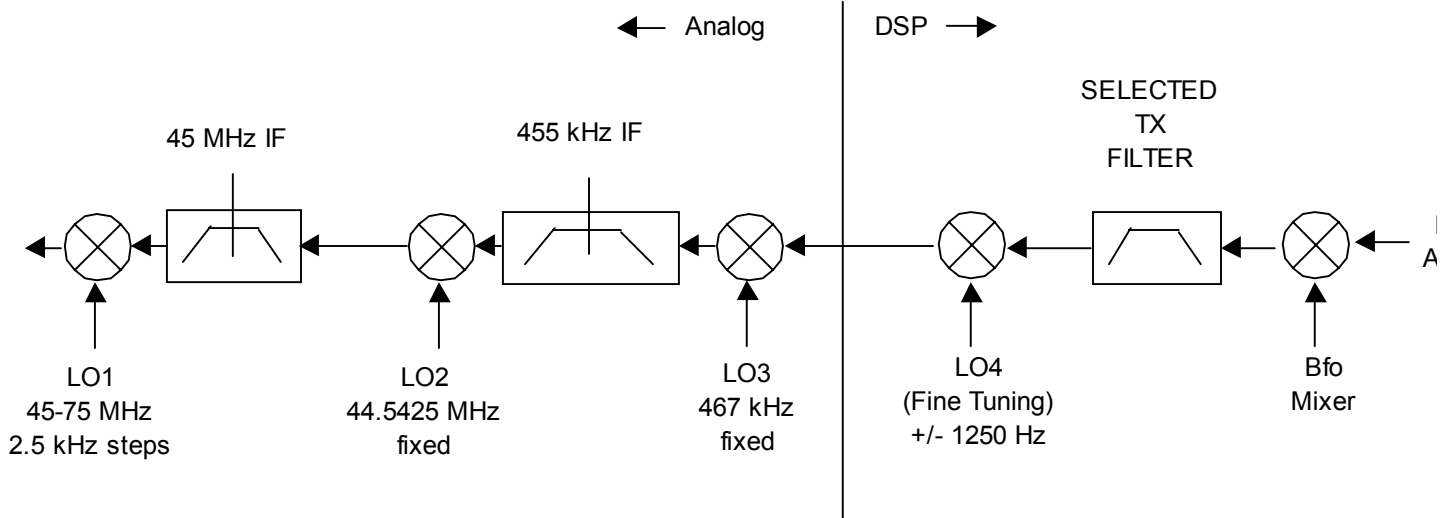 Analog
DSP
SELECTED
TX
FILTER
45 MHz IF
455 kHz IF
LO1
45-75 MHz
2.5 kHz steps
LO2
44.5425 MHz
fixed
LO3
467 kHz
fixed
LO4
(Fine Tuning)
+/- 1250 Hz
Bfo
Mixer